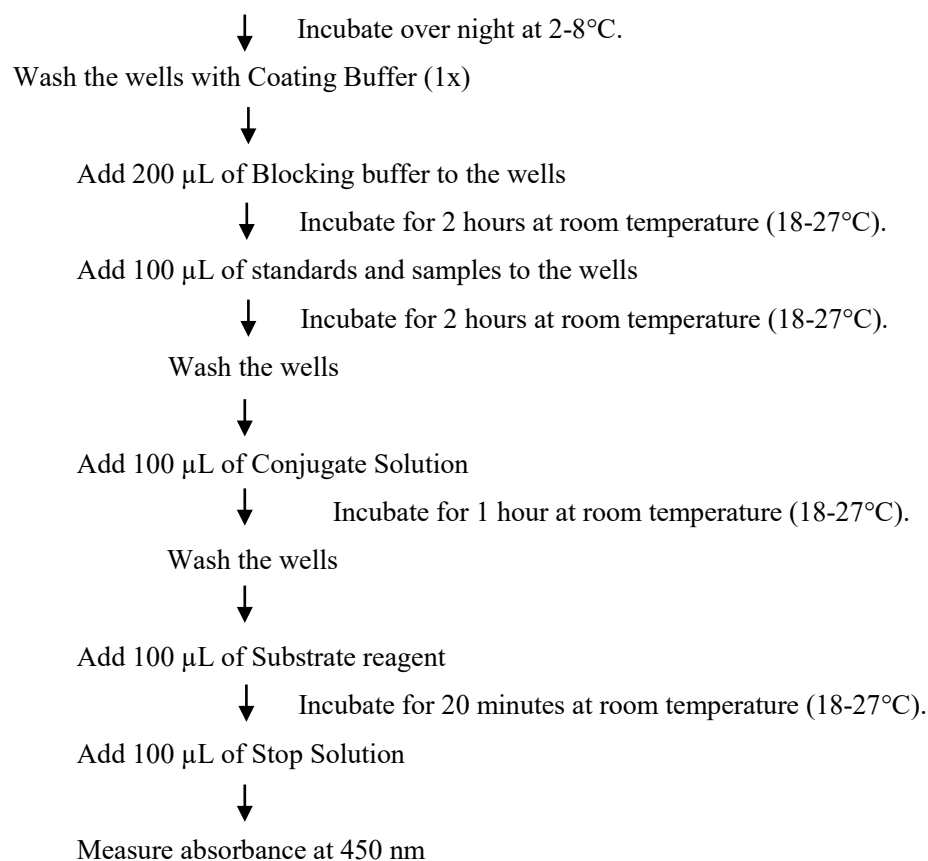 Incubate over night at 2-8°C.
Wash the wells with Coating Buffer (1x)
Add 200 µL of Blocking buffer to the wells
Incubate for 2 hours at room temperature (18-27°C).
Add 100 µL of standards and samples to the wells
Incubate for 2 hours at room temperature (18-27°C).
Wash the wells
Add 100 µL of Conjugate Solution
Incubate for 1 hour at room temperature (18-27°C).
Wash the wells
Add 100 µL of Substrate reagent
Incubate for 20 minutes at room temperature (18-27°C).
Add 100 µL of Stop Solution
Measure absorbance at 450 nm